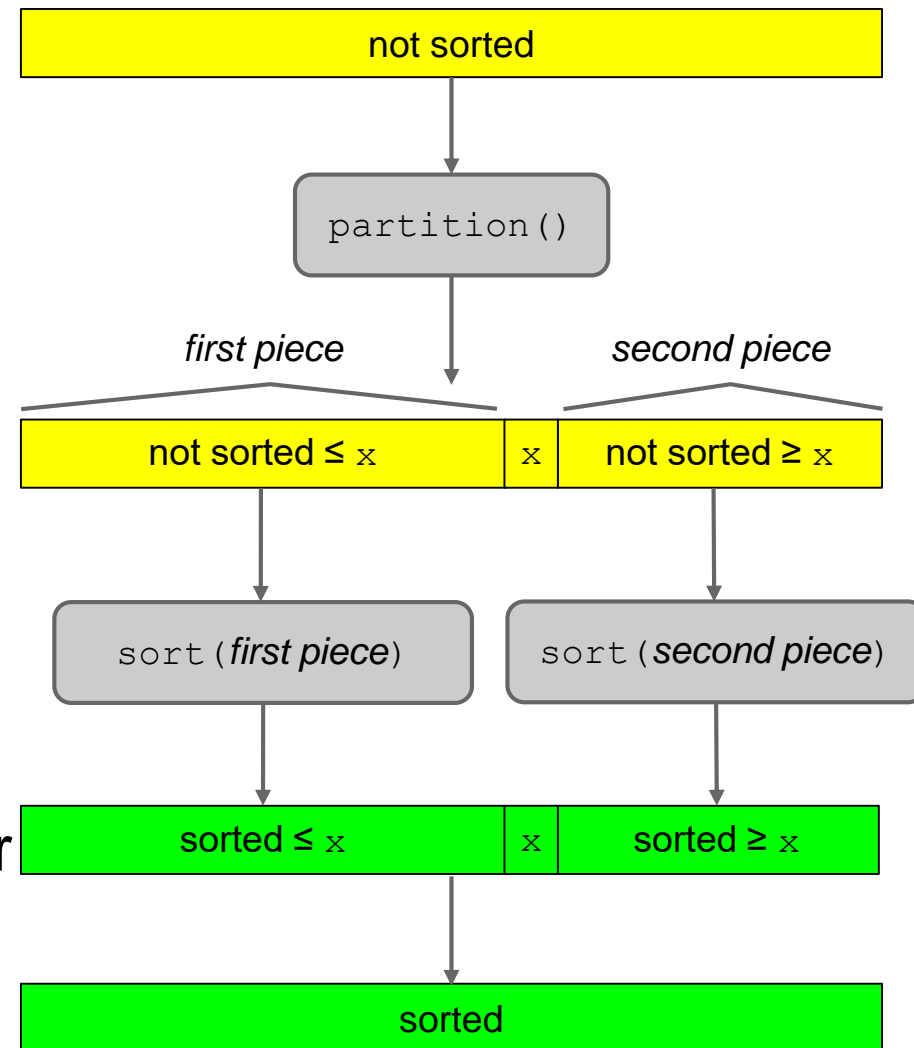 not sorted
partition()
first piece
second piece
not sorted ≤ x
x
not sorted ≥ x
sort(first piece)
sort(second piece)
r
sorted ≤ x
x
sorted ≥ x
sorted